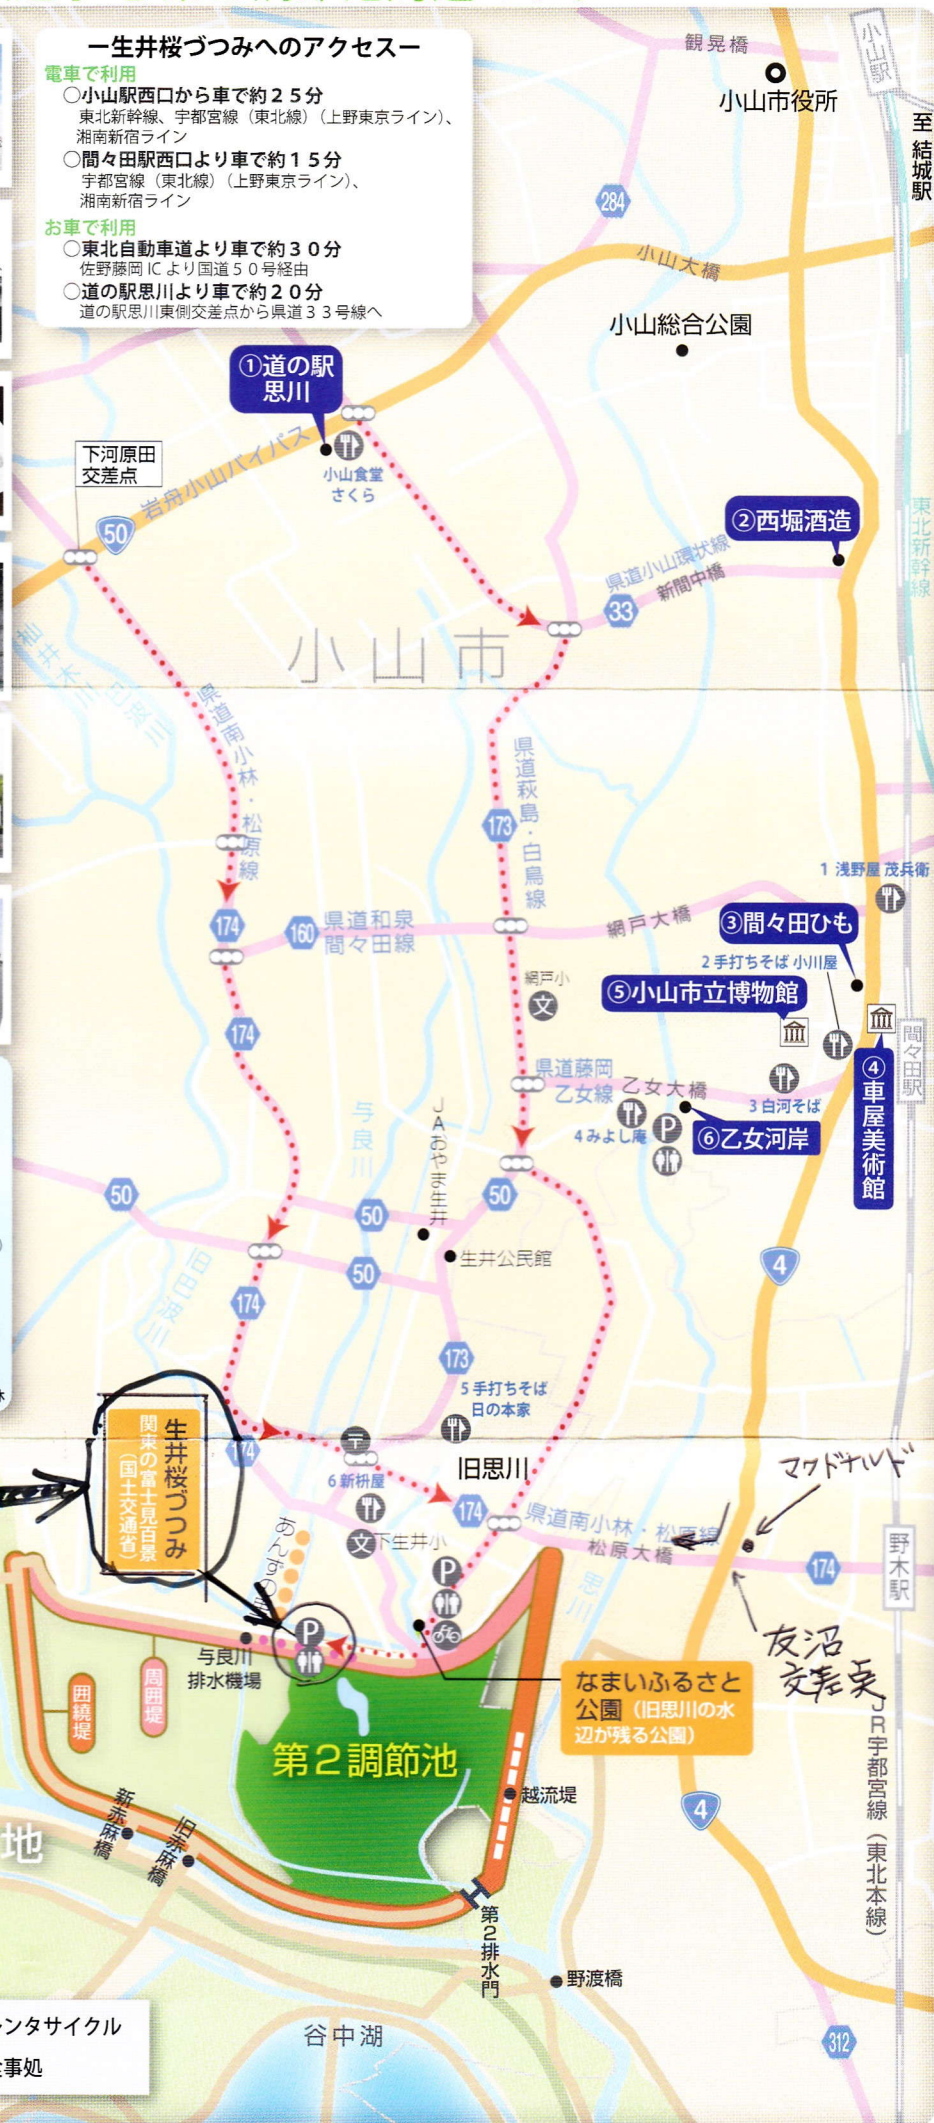 ー生井桜づつみへのアクセスー
電車で利用
○小山駅西口から車で約２５分
東北新幹線、宇都宮線（東北線）（上野東京ライン）、
湘南新宿ライン
○間々田駅西口より車で約１５分
宇都宮線（東北線）（上野東京ライン）、
湘南新宿ライン
お車で利用
○東北自動車道より車で約３０分
佐野藤岡 IC より国道５０号経由
○道の駅思川より車で約２０分
道の駅思川東側交差点から県道３３号線へ
観晃橋
小山駅
小山市役所
至 結城駅
284
小山大橋
小山総合公園
①道の駅
思川
小山食堂
さくら
下河原田
交差点
岩舟小山バイパス
50
②西堀酒造
東北新幹線
県道小山環状線
新間中橋
33
小山市
杣井木川
巴波川
県道南小林・松原線
県道萩島・白鳥線
173
1 浅野屋 茂兵衛
174
160
県道和泉
間々田線
網戸大橋
③間々田ひも
2 手打ちそば 小川屋
網戸小
文
⑤小山市立博物館
間々田駅
174
④車屋美術館
県道藤岡
乙女線
乙女大橋
3 白河そば
4 みよし庵
P
⑥乙女河岸
与良川
JAおやま生井
50
50
50
生井公民館
50
4
旧巴波川
174
173
5 手打ちそば
日の本家
生井桜づつみ
関東の富士見百景
（国土交通省）
174
〒
旧思川
6 新枡屋
マクドナルド
174
県道南小林・松原線
松原大橋
文
下生井小
174
野木駅
思川
P
P
与良川
排水機場
友沼
交差点
なまいふるさと
公園（旧思川の水
辺が残る公園）
囲繞堤
周囲堤
第２調節池
JR宇都宮線（東北本線）
越流堤
4
新赤麻橋
旧赤麻橋
地
第2排水門
野渡橋
ンタサイクル
事処
谷中湖
312